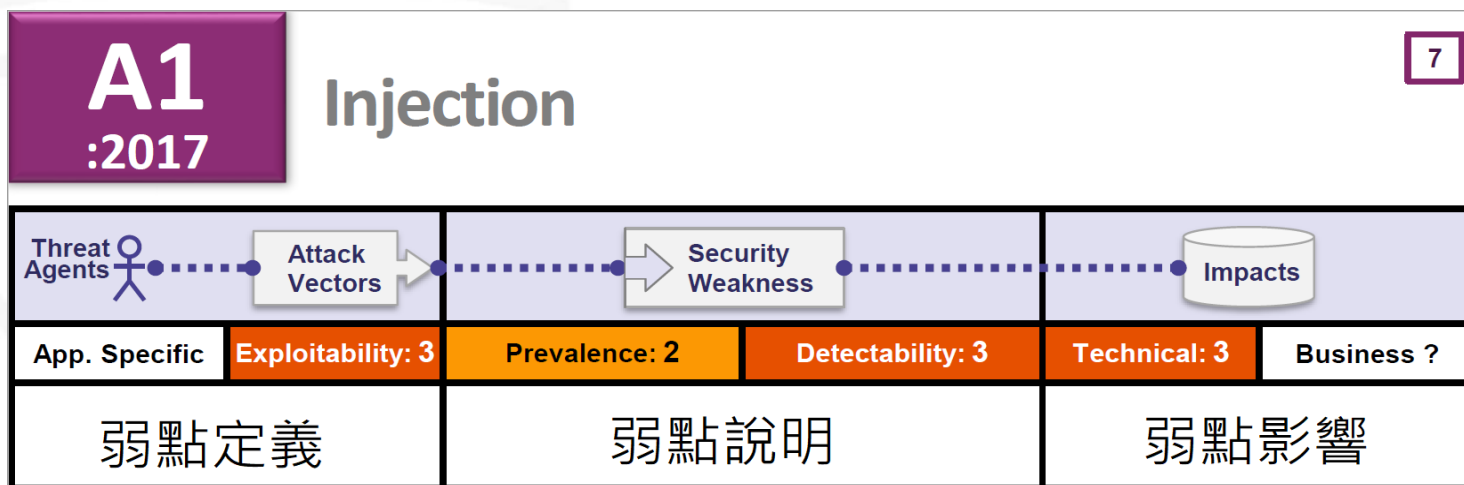 A1
:2017
Injection
7
Threat
Agents
Attack
Vectors
Security
Weakness
Impacts
App. Specific
Exploitability: 3
Prevalence: 2
Detectability: 3
Technical: 3
Business ?
弱點定義
弱點說明
弱點影響